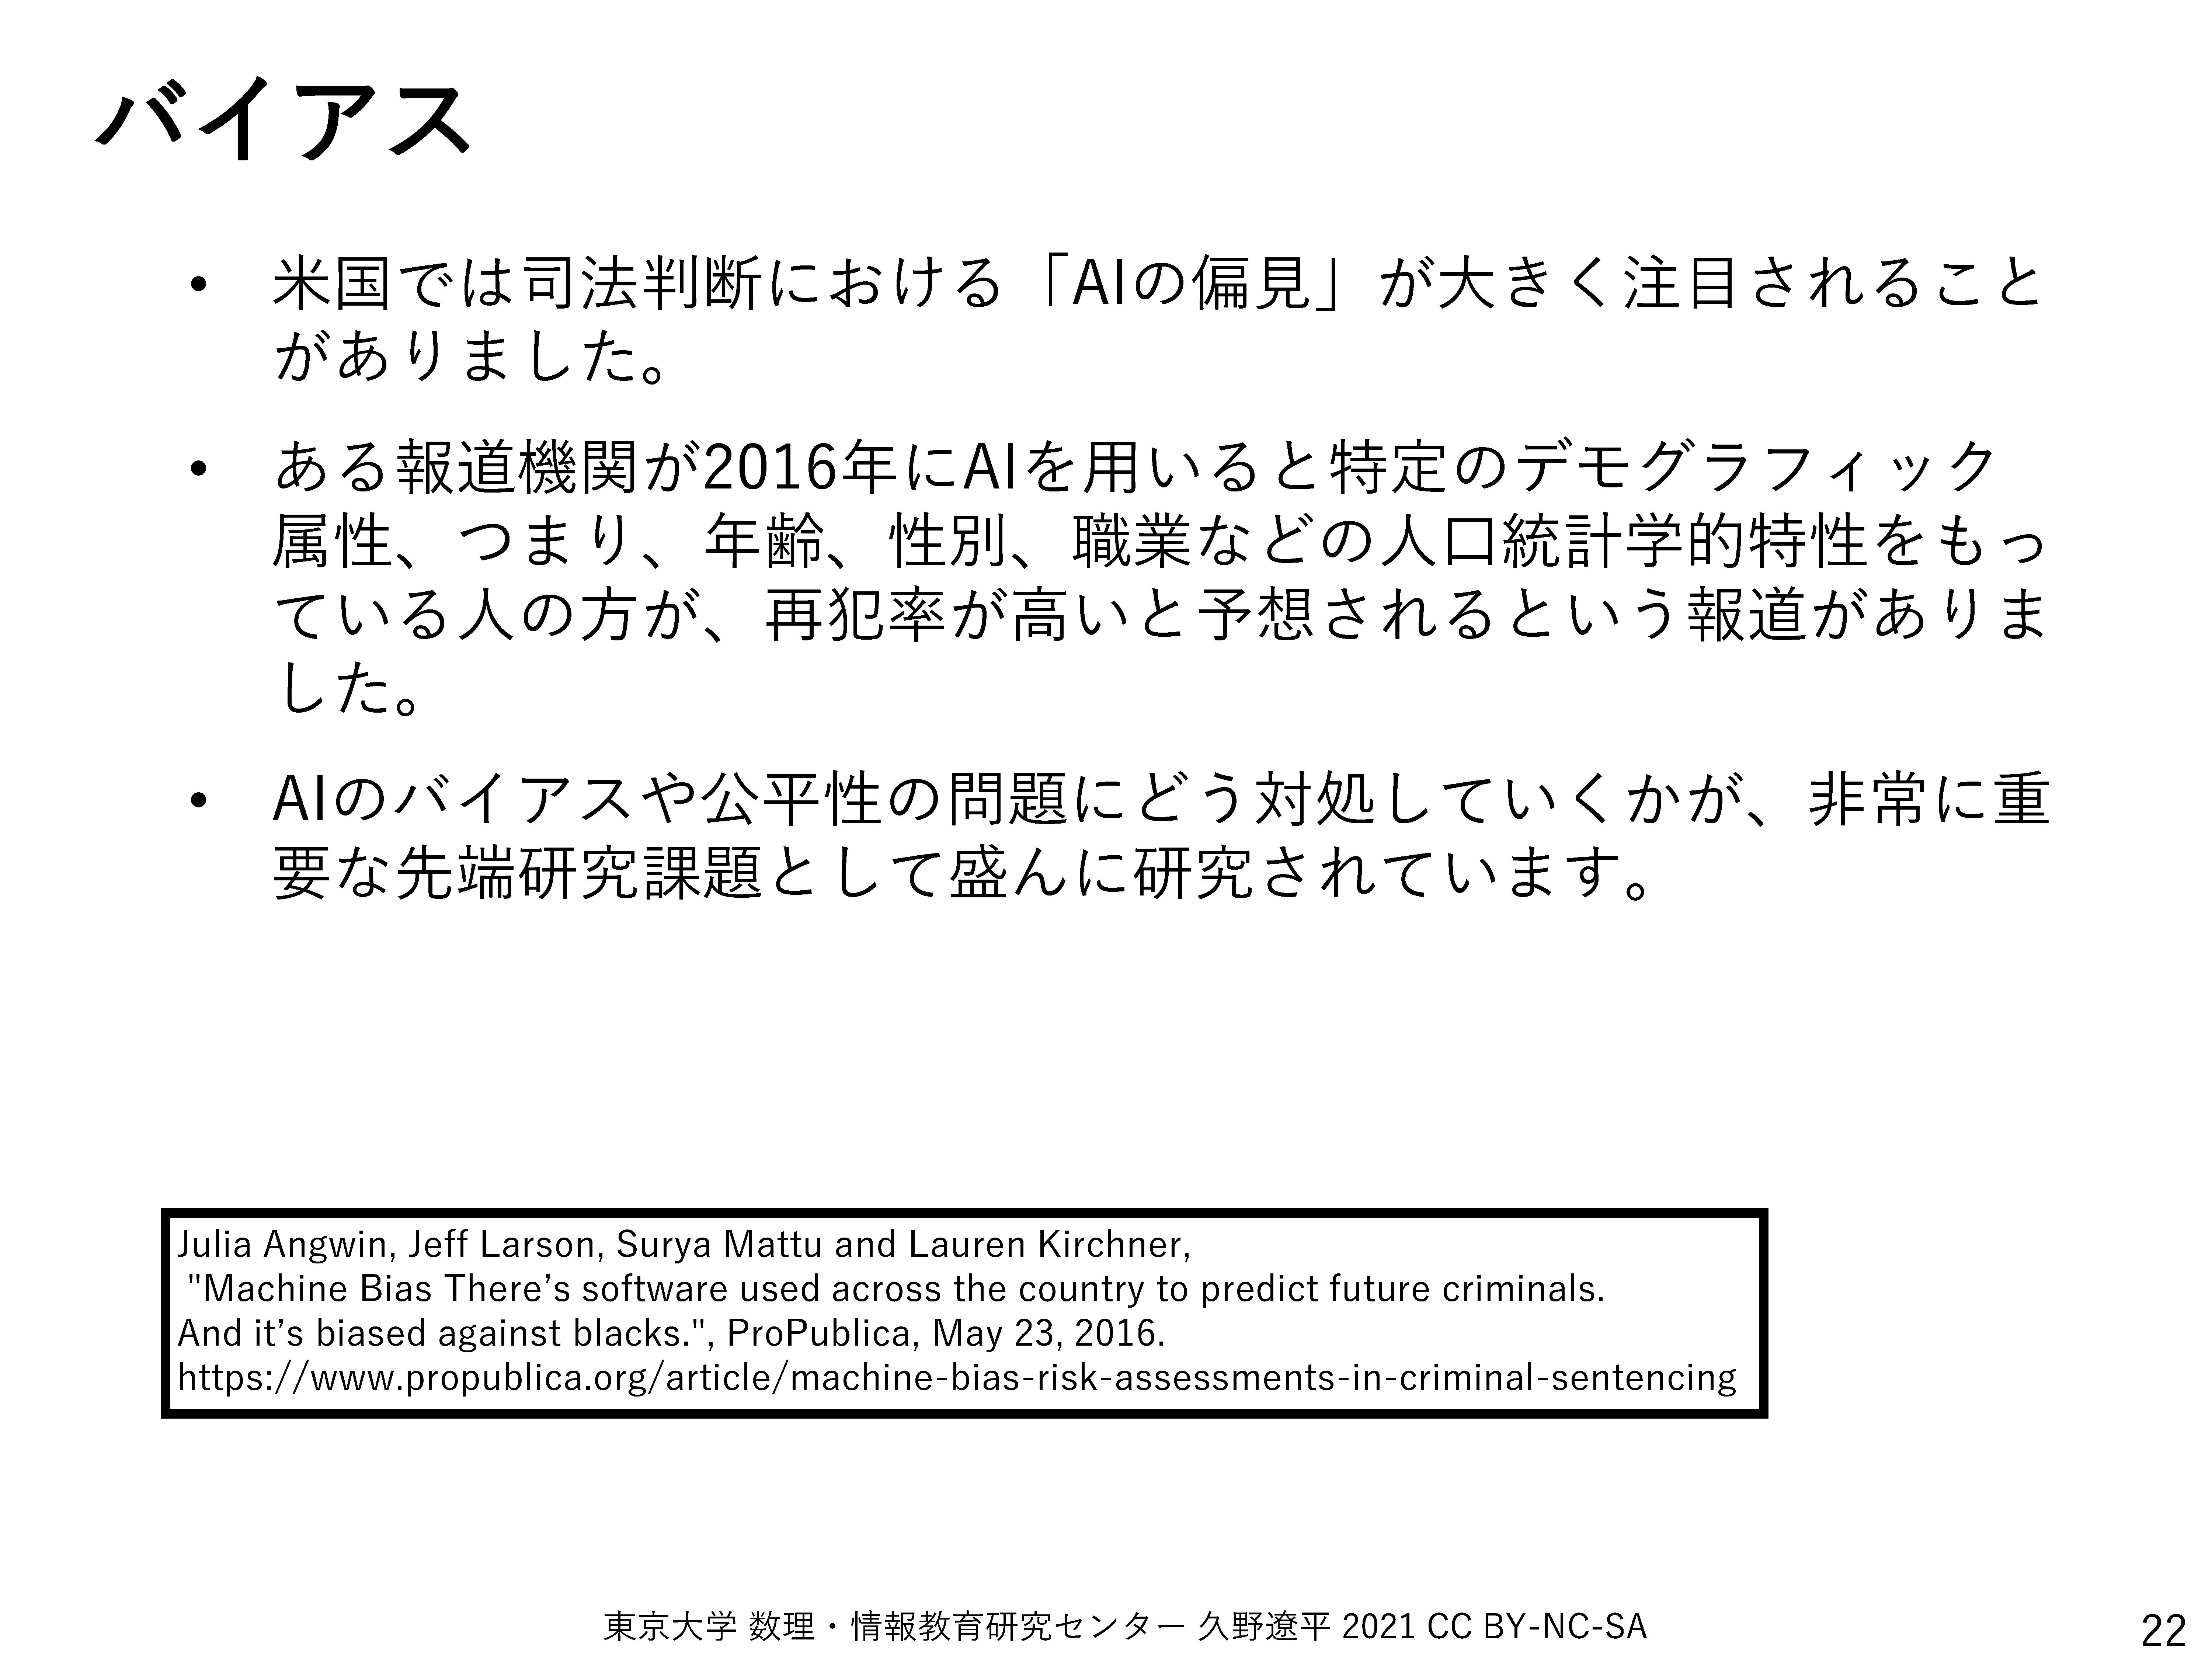 バイアス
• 米国では司法判断における「AIの偏見」が大きく注目されること
がありました。
• ある報道機関が2016年にAIを用いると特定のデモグラフィック
属性、つまり、年齢、性別、職業などの人口統計学的特性をもっ
ている人の方が、再犯率が高いと予想されるという報道がありま
した。
• AIのバイアスや公平性の問題にどう対処していくかが、非常に重
要な先端研究課題として盛んに研究されています。
Julia Angwin, Jeff Larson, Surya Mattu and Lauren Kirchner,
"Machine Bias There’s software used across the country to predict future criminals.
And it’s biased against blacks.", ProPublica, May 23, 2016.
https://www.propublica.org/article/machine-bias-risk-assessments-in-criminal-sentencing
東京大学 数理・情報教育研究センター 久野遼平 2021 CC BY-NC-SA
22